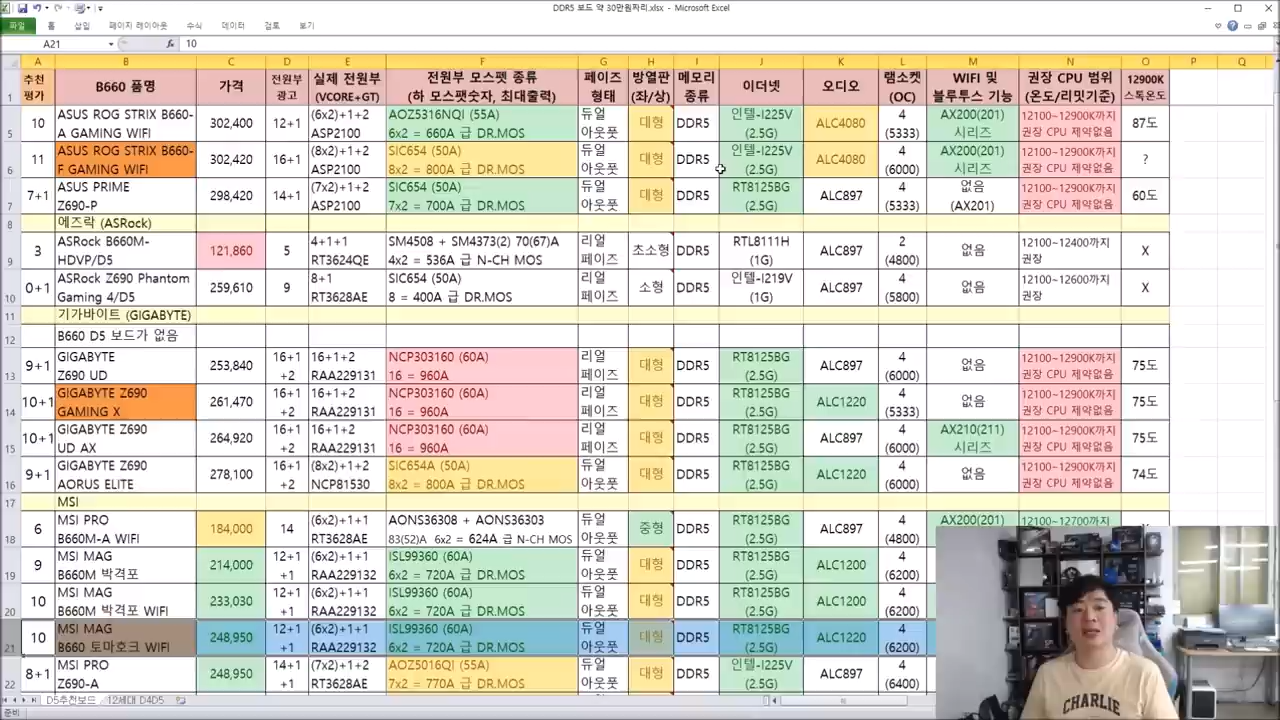 DDR5 보드 약 30만원짜리.xlsx - Microsoft Excel
파일 홈 삽입 페이지 레이아웃 수식 데이터 검토 보기
A21 fx 10
A B C D E F G H I J K L M N O P Q
1 추천 평가 B660 품명 가격 전원부 광고 실제 전원부 (VCORE+GT) 전원부 모스펫 종류 (하 모스펫숫자, 최대출력) 페이즈 형태 방열판 (좌/상) 메모리 종류 이더넷 오디오 램소켓 (OC) WIFI 및 블루투스 기능 권장 CPU 범위 (온도/리밋기준) 12900K 스톡온도
5 10 ASUS ROG STRIX B660-A GAMING WIFI 302,400 12+1 (6x2)+1+1 ASP2100 AOZ5316NQI (55A) 6x2 = 660A 급 DR.MOS 듀얼 아웃풋 대형 DDR5 인텔-I225V (2.5G) ALC4080 4 (5333) AX200(201) 시리즈 12100~12900K까지 권장 CPU 제약없음 87도
6 11 ASUS ROG STRIX B660-F GAMING WIFI 302,420 16+1 (8x2)+1+1 ASP2100 SIC654 (50A) 8x2 = 800A 급 DR.MOS 듀얼 아웃풋 대형 DDR5 인텔-I225V (2.5G) ALC4080 4 (6000) AX200(201) 시리즈 12100~12900K까지 권장 CPU 제약없음 ?
7 7+1 ASUS PRIME Z690-P 298,420 14+1 (7x2)+1+1 ASP2100 SIC654 (50A) 7x2 = 700A 급 DR.MOS 듀얼 아웃풋 대형 DDR5 RT8125BG (2.5G) ALC897 4 (5333) 없음 (AX201) 12100~12900K까지 권장 CPU 제약없음 60도
8 에즈락 (ASRock)
9 3 ASRock B660M-HDVP/D5 121,860 5 4+1+1 RT3624QE SM4508 + SM4373(2) 70(67)A 4x2 = 536A 급 N-CH MOS 리얼 페이즈 초소형 DDR5 RTL8111H (1G) ALC897 2 (4800) 없음 12100~12400까지 권장 X
10 0+1 ASRock Z690 Phantom Gaming 4/D5 259,610 9 8+1 RT3628AE SIC654 (50A) 8 = 400A 급 DR.MOS 리얼 페이즈 소형 DDR5 인텔-I219V (1G) ALC897 4 (5800) 없음 12100~12600까지 권장 X
11 기가바이트 (GIGABYTE)
12 B660 D5 보드가 없음
13 9+1 GIGABYTE Z690 UD 253,840 16+1 +2 16+1+2 RAA229131 NCP303160 (60A) 16 = 960A 리얼 페이즈 대형 DDR5 RT8125BG (2.5G) ALC897 4 (6000) 없음 12100~12900K까지 권장 CPU 제약없음 75도
14 10+1 GIGABYTE Z690 GAMING X 261,470 16+1 +2 16+1+2 RAA229131 NCP303160 (60A) 16 = 960A 리얼 페이즈 대형 DDR5 RT8125BG (2.5G) ALC1220 4 (5333) 없음 12100~12900K까지 권장 CPU 제약없음 75도
15 10+1 GIGABYTE Z690 UD AX 264,920 16+1 +2 16+1+2 RAA229131 NCP303160 (60A) 16 = 960A 리얼 페이즈 대형 DDR5 RT8125BG (2.5G) ALC897 4 (6000) AX210(211) 시리즈 12100~12900K까지 권장 CPU 제약없음 75도
16 9+1 GIGABYTE Z690 AORUS ELITE 278,100 16+1 +2 (8x2)+1+2 NCP81530 SIC654A (50A) 8x2 = 800A 급 DR.MOS 듀얼 아웃풋 대형 DDR5 RT8125BG (2.5G) ALC1220 4 (6000) 없음 12100~12900K까지 권장 CPU 제약없음 74도
17 MSI
18 6 MSI PRO B660M-A WIFI 184,000 14 (6x2)+1+1 RT3628AE AONS36308 + AONS36303 83(52)A 6x2 = 624A 급 N-CH MOS 듀얼 아웃풋 중형 DDR5 RT8125BG (2.5G) ALC897 4 (4800) AX200(201) 12100~12700까지
19 9 MSI MAG B660M 박격포 214,000 12+1 +1 (6x2)+1+1 RAA229132 ISL99360 (60A) 6x2 = 720A 급 DR.MOS 듀얼 아웃풋 대형 DDR5 RT8125BG (2.5G) ALC1200 4 (6200)
20 10 MSI MAG B660M 박격포 WIFI 233,030 12+1 +1 (6x2)+1+1 RAA229132 ISL99360 (60A) 6x2 = 720A 급 DR.MOS 듀얼 아웃풋 대형 DDR5 RT8125BG (2.5G) ALC1200 4 (6200)
21 10 MSI MAG B660 토마호크 WIFI 248,950 12+1 +1 (6x2)+1+1 RAA229132 ISL99360 (60A) 6x2 = 720A 급 DR.MOS 듀얼 아웃풋 대형 DDR5 RT8125BG (2.5G) ALC1220 4 (6200)
22 8+1 MSI PRO Z690-A 248,950 14+1 +1 (7x2)+1+1 RT3628AE AOZ5016QI (55A) 7x2 = 770A 급 DR.MOS 듀얼 아웃풋 대형 DDR5 인텔-I225V (2.5G) ALC897 4 (6400)
D5추천보드 12세대 D4D5
준비
CHARLIE